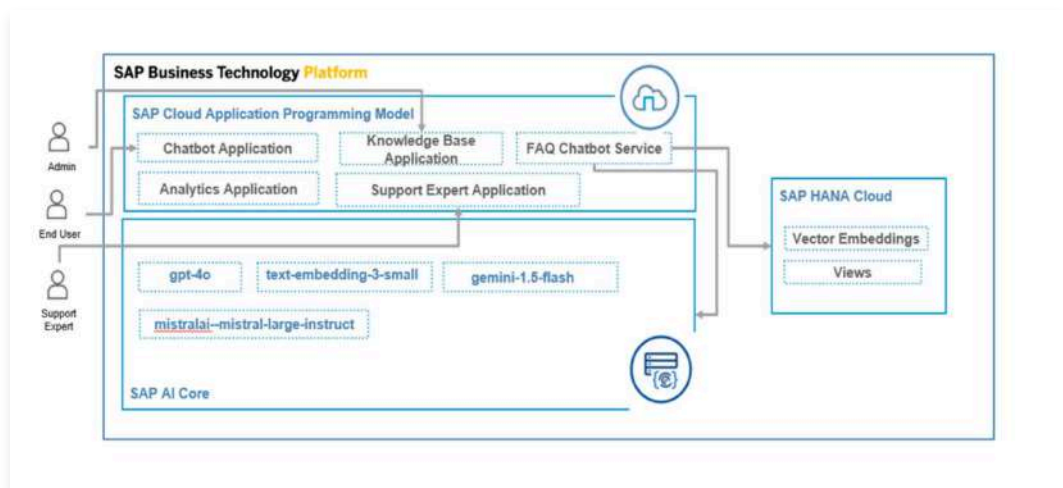 SAP Business Technology Platform
SAP Cloud Application Programming Model
Chatbot Application
Knowledge Base
Application
FAQ Chatbot Service
Analytics Application
Support Expert Application
Admin
End User
Support
Expert
SAP HANA Cloud
Vector Embeddings
Views
gpt-4o
text-embedding-3-small
gemini-1.5-flash
mistralai--mistral-large-instruct
SAP AI Core